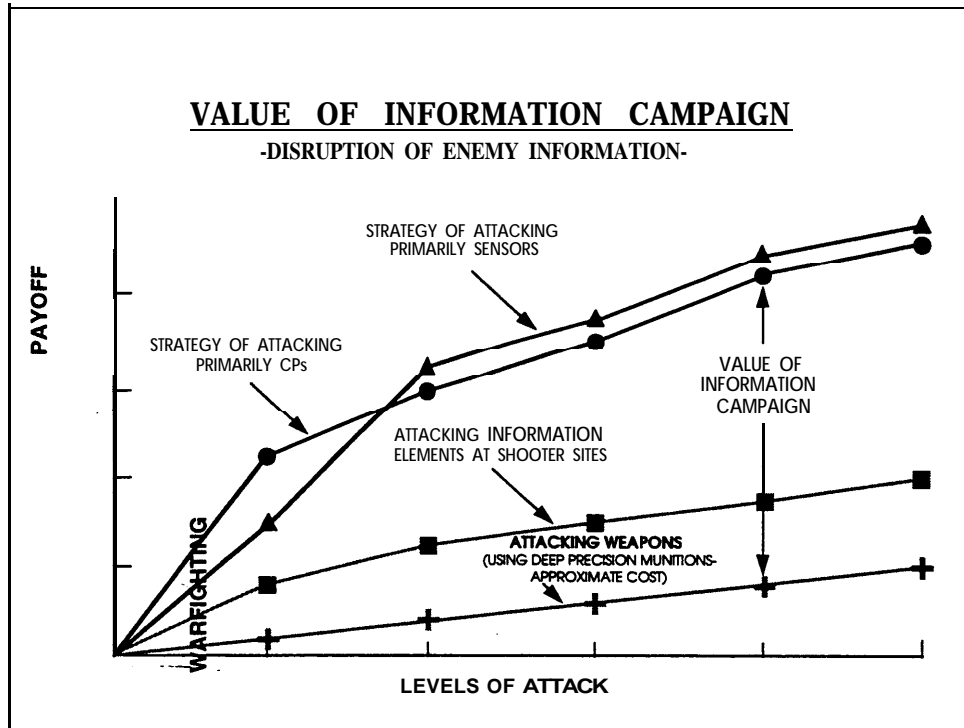 VALUE OF INFORMATION CAMPAIGN
-DISRUPTION OF ENEMY INFORMATION-
STRATEGY OF ATTACKING
PRIMARILY SENSORS
PAYOFF
STRATEGY OF ATTACKING
PRIMARILY CPs
VALUE OF
INFORMATION
CAMPAIGN
ATTACKING INFORMATION
ELEMENTS AT SHOOTER SITES
WARFIGHTING
ATTACKING WEAPONS
(USING DEEP PRECISION MUNITIONS-
APPROXIMATE COST)
LEVELS OF ATTACK